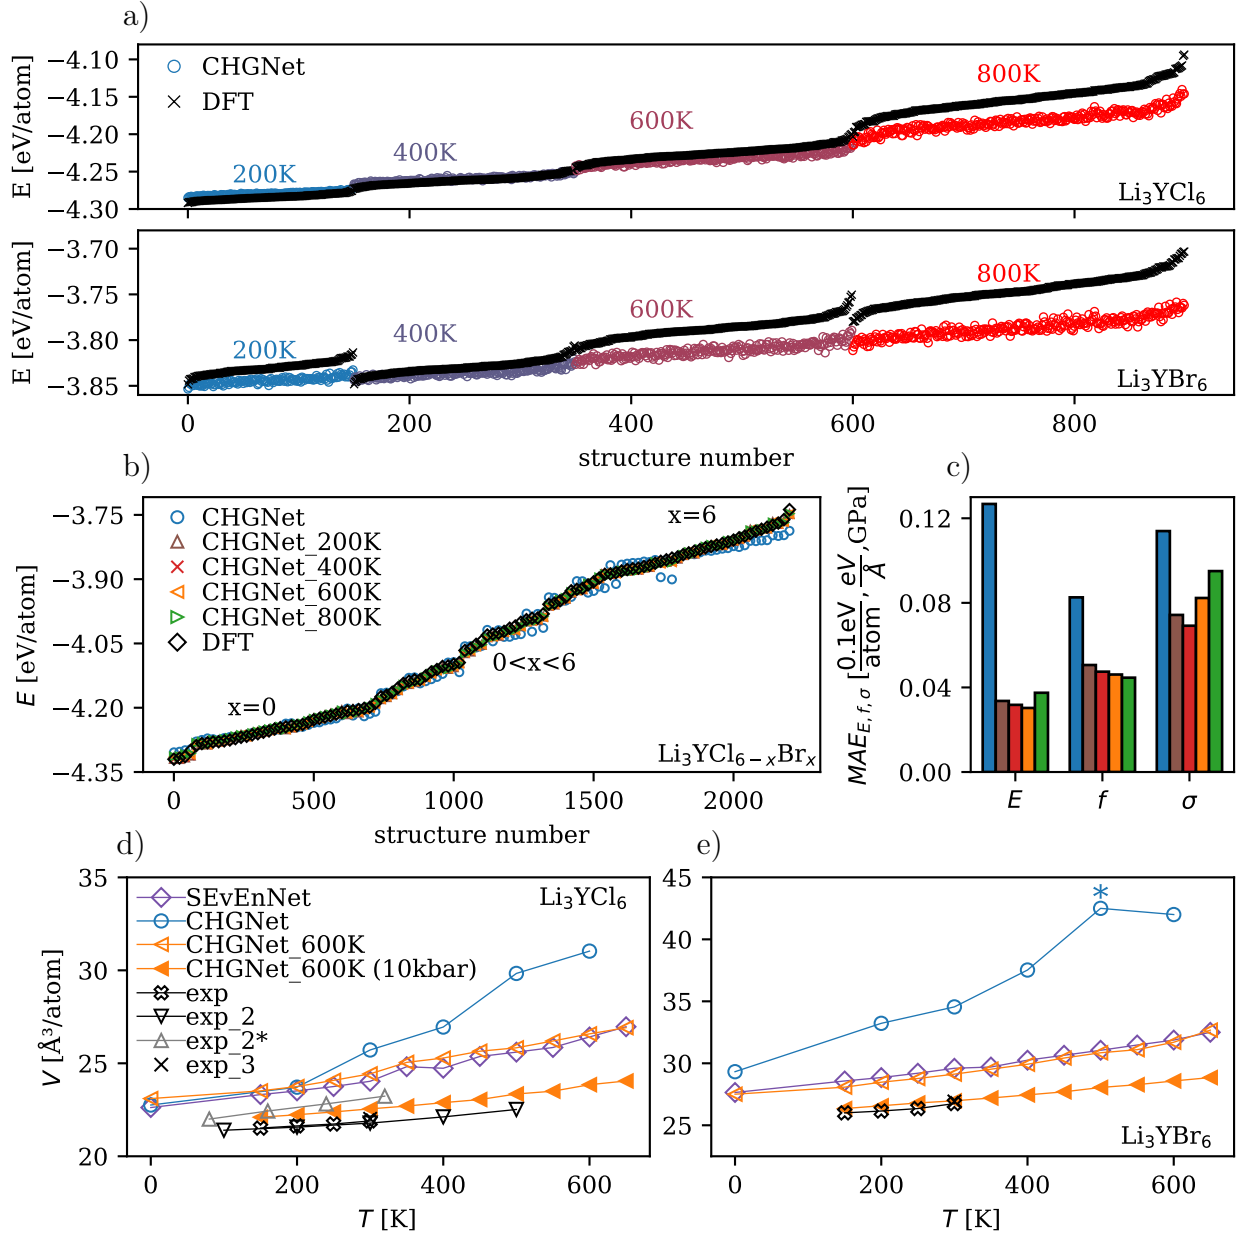 a)
E [eV/atom]
−4.10
−4.15
−4.20
−4.25
−4.30
CHGNet
DFT
200K
400K
600K
800K
Li₃YCl₆
E [eV/atom]
−3.70
−3.75
−3.80
−3.85
200K
400K
600K
800K
Li₃YBr₆
0
200
400
600
800
structure number
b)
E [eV/atom]
−3.75
−3.90
−4.05
−4.20
−4.35
CHGNet
CHGNet_200K
CHGNet_400K
CHGNet_600K
CHGNet_800K
DFT
x=0
0<x<6
x=6
Li₃YCl₆₋ₓBrₓ
0
500
1000
1500
2000
structure number
c)
MAE_{E, f, σ} [0.1eV/atom, eV/Å, GPa]
0.12
0.08
0.04
0.00
E
f
σ
d)
V [Å³/atom]
35
30
25
20
SEvEnNet
CHGNet
CHGNet_600K
CHGNet_600K (10kbar)
exp
exp_2
exp_2*
exp_3
Li₃YCl₆
0
200
400
600
T [K]
e)
45
40
35
30
25
*
Li₃YBr₆
0
200
400
600
T [K]